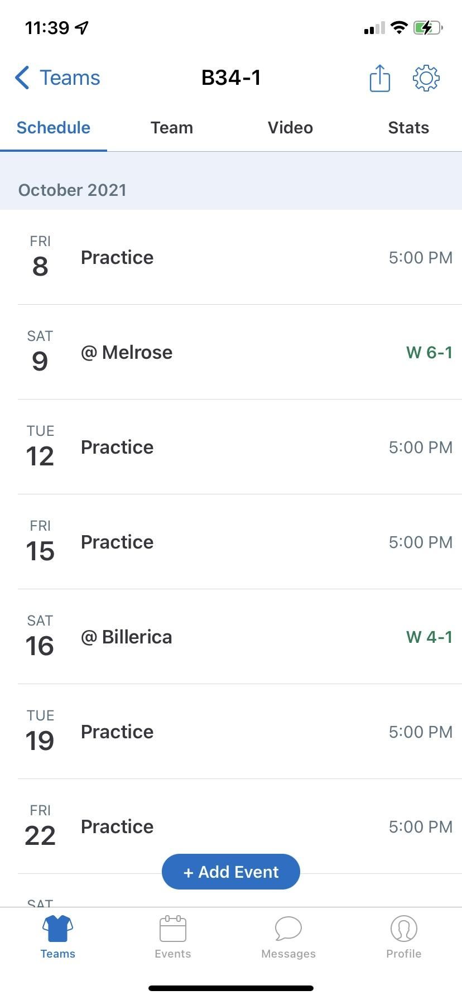 11:39
Teams
B34-1
Schedule Team Video Stats
October 2021
FRI
8
Practice
5:00 PM
SAT
9
@ Melrose
W 6-1
TUE
12
Practice
5:00 PM
FRI
15
Practice
5:00 PM
SAT
16
@ Billerica
W 4-1
TUE
19
Practice
5:00 PM
FRI
22
Practice
5:00 PM
+ Add Event
SAT
Teams Events Messages Profile